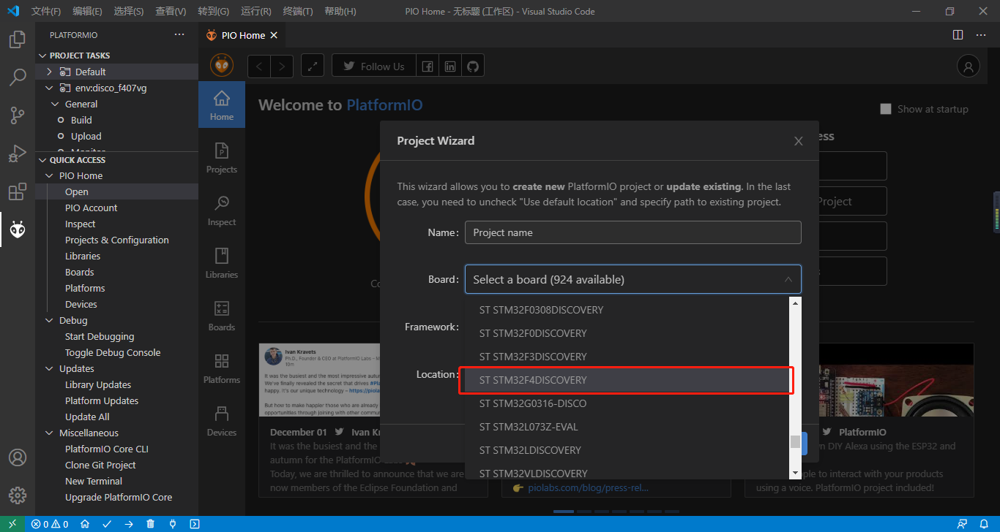 文件(F) 编辑(E) 选择(S) 查看(V) 转到(G) 运行(R) 终端(T) 帮助(H) PIO Home - 无标题 (工作区) - Visual Studio Code
PLATFORMIO
PROJECT TASKS
Default
env:disco_f407vg
General
Build
Upload
Monitor
QUICK ACCESS
PIO Home
Open
PIO Account
Inspect
Projects & Configuration
Libraries
Boards
Platforms
Devices
Debug
Start Debugging
Toggle Debug Console
Updates
Library Updates
Platform Updates
Update All
Miscellaneous
PlatformIO Core CLI
Clone Git Project
New Terminal
Upgrade PlatformIO Core
PIO Home
Follow Us
Home
Projects
Inspect
Libraries
Boards
Platforms
Devices
Welcome to PlatformIO
Show at startup
ess
Project
Project Wizard
This wizard allows you to create new PlatformIO project or update existing. In the last
case, you need to uncheck "Use default location" and specify path to existing project.
Name: Project name
Board: Select a board (924 available)
Framework:
Location:
ST STM32F0308DISCOVERY
ST STM32F0DISCOVERY
ST STM32F3DISCOVERY
ST STM32F4DISCOVERY
ST STM32G0316-DISCO
ST STM32L073Z-EVAL
ST STM32LDISCOVERY
ST STM32VLDISCOVERY
Ivan Kravets
Ph.D., Founder & CEO at PlatformIO Labs
10m
It was the busiest and the most impressive
We've finally revealed the secret that drives
happy. It's our unique technology –
But how to make happier those who are already
opportunities through joining with other
December 01 Ivan
It was the busiest and the
autumn for the PlatformIO
Today, we are thrilled to announce that we are
now members of the Eclipse Foundation and
piolabs.com/blog/press-rel...
PlatformIO
DIY Alexa using the ESP32 and
to interact with your products
using a voice. PlatformIO project included!
0 0